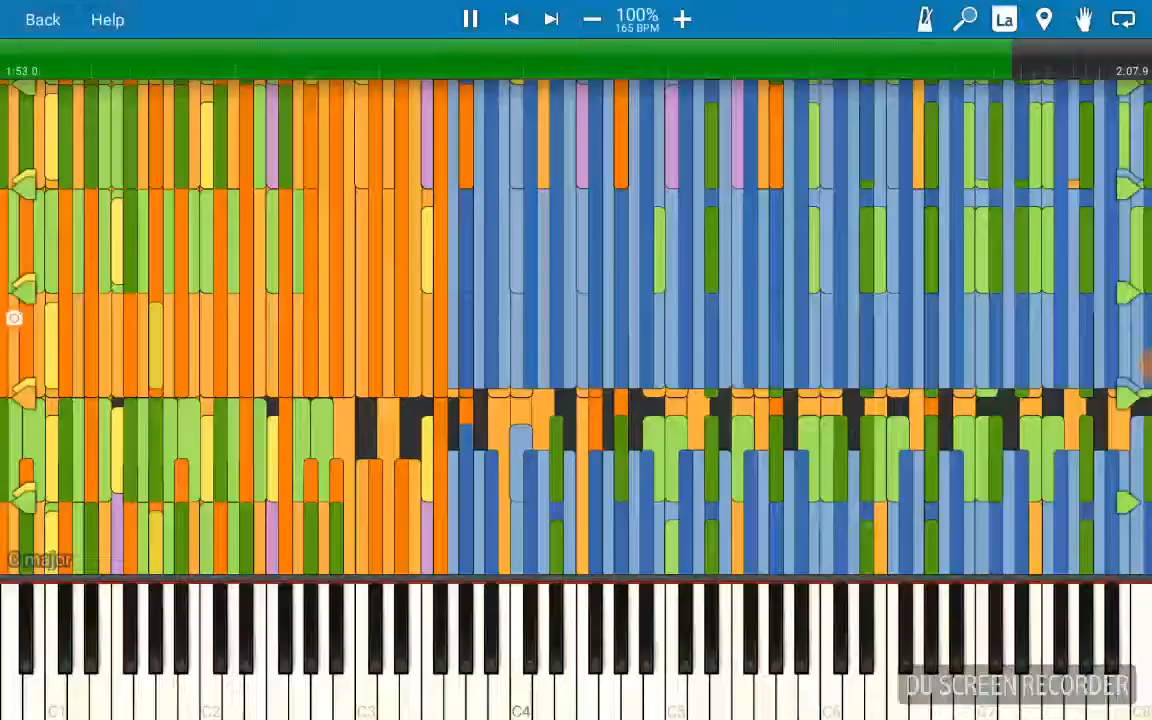 Back Help 100% La
165 BPM
1:53 0 2.07.9
C major
DU SCREEN RECORDER
C1 C2 C3 C4 C5 C6 C7 C8